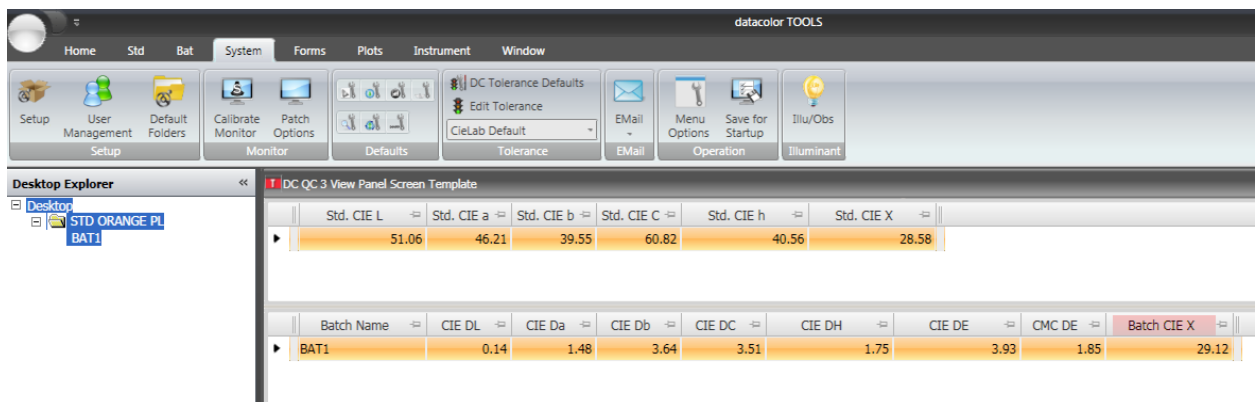 datacolor TOOLS
Home Std Bat System Forms Plots Instrument Window
DC Tolerance Defaults
Edit Tolerance
CieLab Default
Setup User Management Default Folders Calibrate Monitor Patch Options EMail Menu Options Save for Startup Illu/Obs
Setup Monitor Defaults Tolerance EMail Operation Illuminant
Desktop Explorer
Desktop
STD ORANGE PL
BAT1
DC QC 3 View Panel Screen Template
Std. CIE L Std. CIE a Std. CIE b Std. CIE C Std. CIE h Std. CIE X
51.06 46.21 39.55 60.82 40.56 28.58
Batch Name CIE DL CIE Da CIE Db CIE DC CIE DH CIE DE CMC DE Batch CIE X
BAT1 0.14 1.48 3.64 3.51 1.75 3.93 1.85 29.12